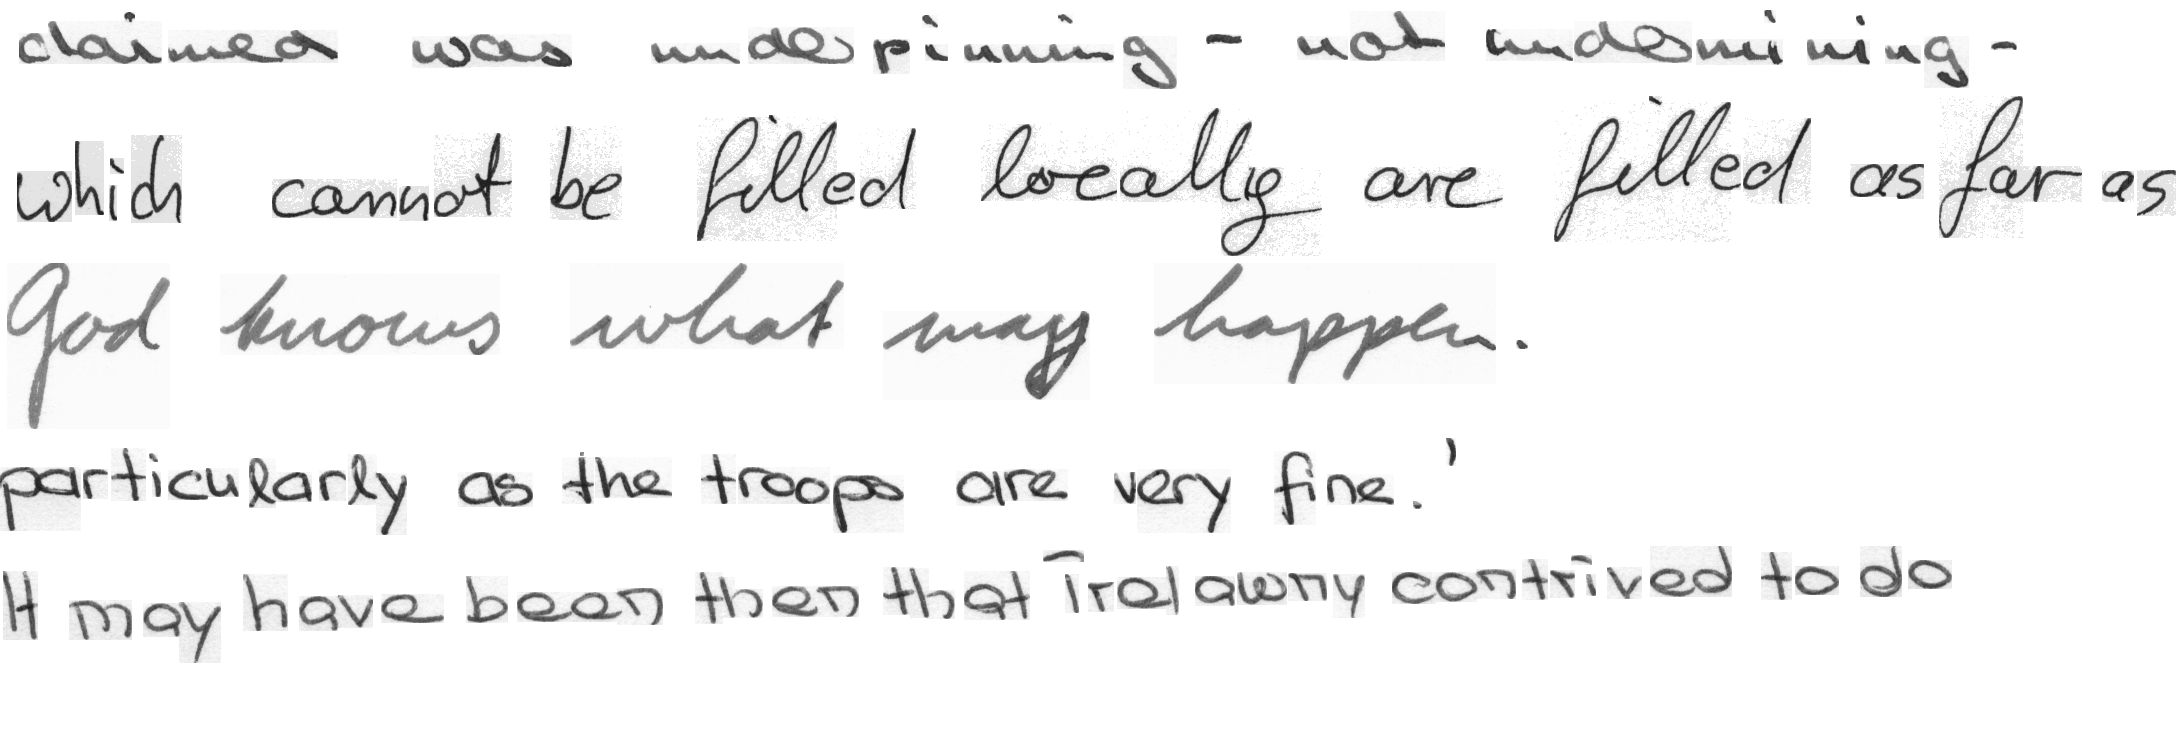 claimed was underpinning - not undermining -
which cannot be filled locally are filled as far as
God knows what may happen.
particularly as the troops are very fine.'
It may have been then that Trelawny contrived to do